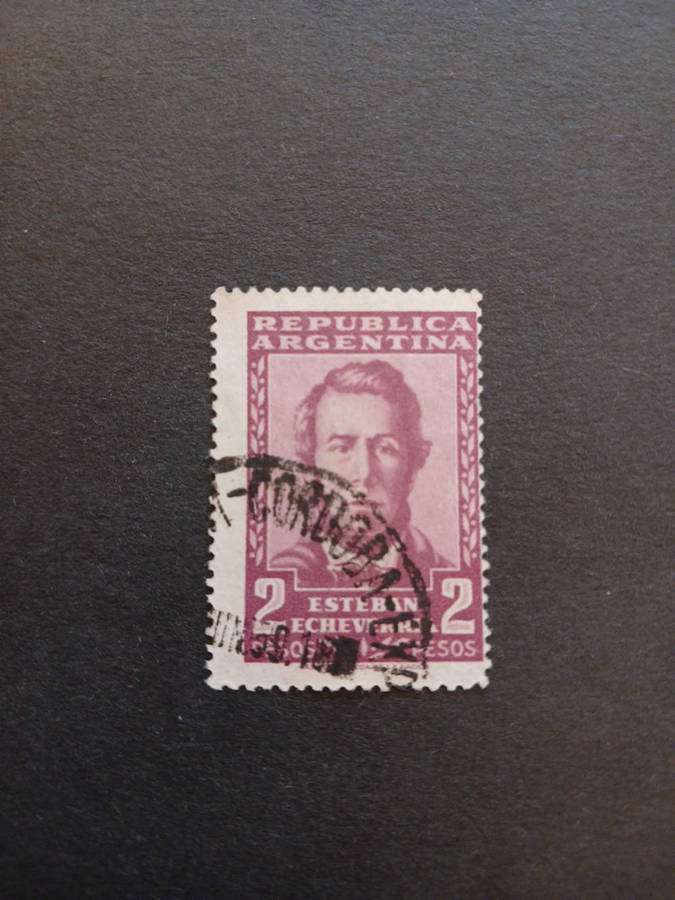 REPUBLICA
ARGENTINA
CORDOBA
2 ESTEBAN 2
ECHEVERRIA
PESOS PESOS